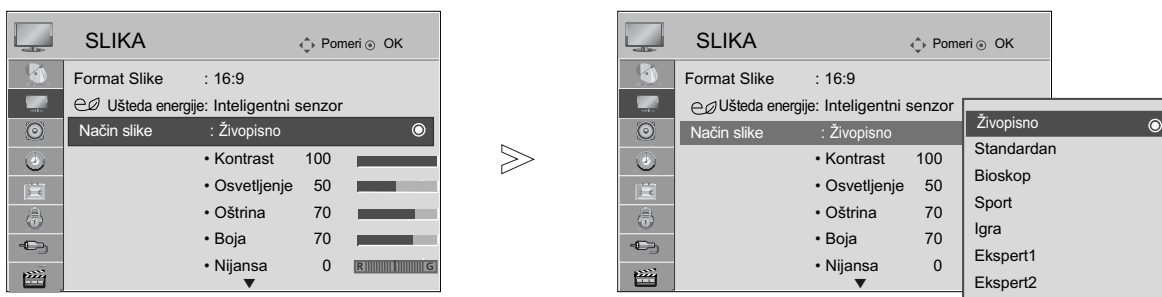 SLIKA Pomeri OK
Format Slike : 16:9
Ušteda energije: Inteligentni senzor
Način slike : Živopisno
• Kontrast 100
• Osvetljenje 50
• Oštrina 70
• Boja 70
• Nijansa 0 R G
SLIKA Pomeri OK
Format Slike : 16:9
Ušteda energije: Inteligentni senzor
Način slike : Živopisno
• Kontrast 100
• Osvetljenje 50
• Oštrina 70
• Boja 70
• Nijansa 0
Živopisno
Standardan
Bioskop
Sport
Igra
Ekspert1
Ekspert2